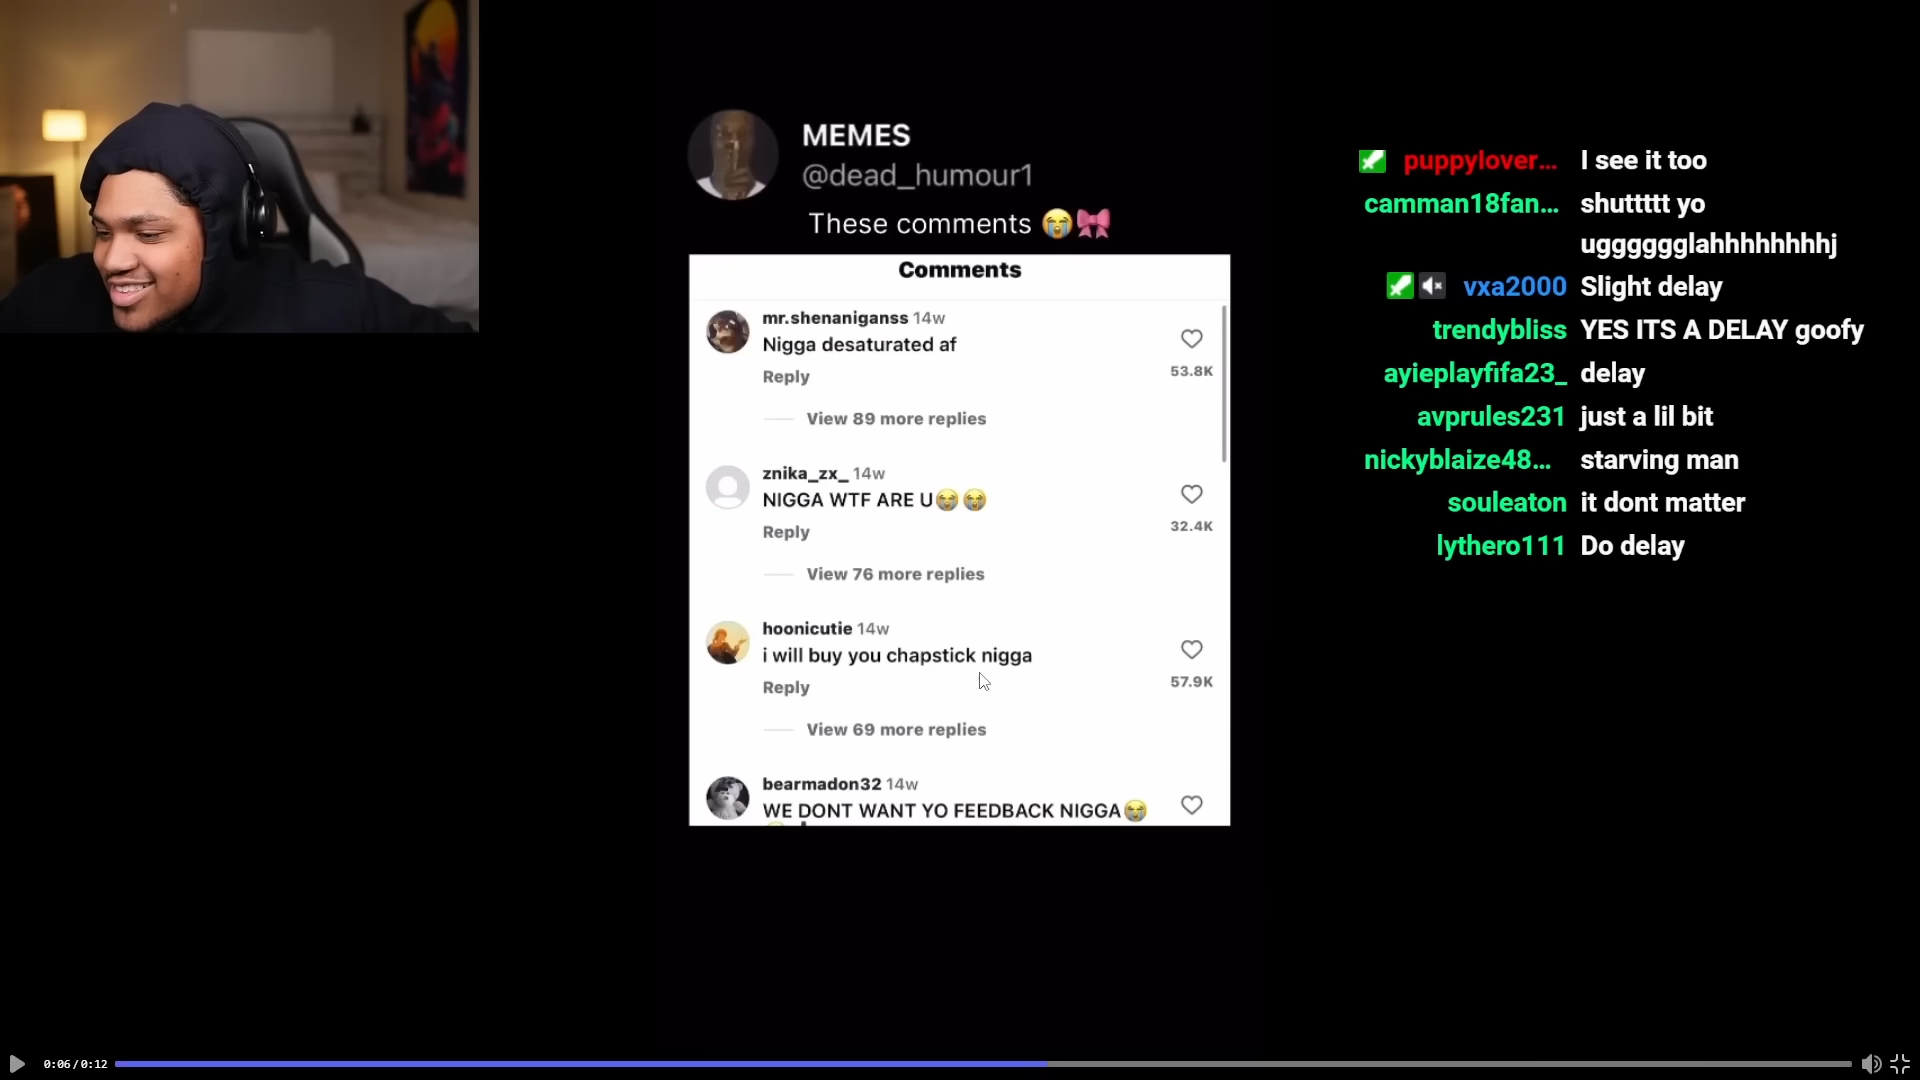 MEMES
@dead_humour1
These comments 😭🎀
Comments
mr.shenaniganss 14w
Nigga desaturated af
53.8K
Reply
View 89 more replies
znika_zx_ 14w
NIGGA WTF ARE U😭😭
32.4K
Reply
View 76 more replies
hoonicutie 14w
i will buy you chapstick nigga
57.9K
Reply
View 69 more replies
bearmadon32 14w
WE DONT WANT YO FEEDBACK NIGGA😭
puppylover... I see it too
camman18fan... shuttttt yo
ugggggglahhhhhhhhj
vxa2000 Slight delay
trendybliss YES ITS A DELAY goofy
ayieplayfifa23_ delay
avprules231 just a lil bit
nickyblaize48... starving man
souleaton it dont matter
lythero111 Do delay
0:06/0:12